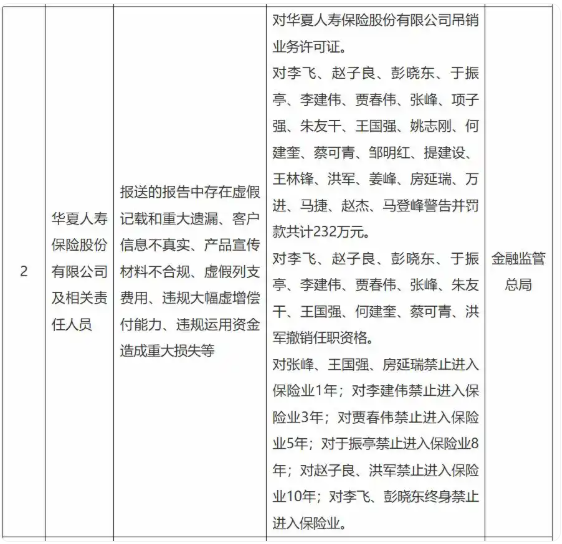 2
华夏人寿
保险股份
有限公司
及相关责
任人员
报送的报告中存在虚假
记载和重大遗漏、客户
信息不真实、产品宣传
材料不合规、虚假列支
费用、违规大幅虚增偿
付能力、违规运用资金
造成重大损失等
对华夏人寿保险股份有限公司吊销
业务许可证。
对李飞、赵子良、彭晓东、于振
亭、李建伟、贾春伟、张峰、项子
强、朱友干、王国强、姚志刚、何
建奎、蔡可青、邹明红、提建设、
王林锋、洪军、姜峰、房延瑞、万
进、马捷、赵杰、马登峰警告并罚
款共计232万元。
对李飞、赵子良、彭晓东、于振
亭、李建伟、贾春伟、张峰、朱友
干、王国强、何建奎、蔡可青、洪
军撤销任职资格。
对张峰、王国强、房延瑞禁止进入
保险业1年；对李建伟禁止进入保
险业3年；对贾春伟禁止进入保险
业5年；对于振亭禁止进入保险业8
年；对赵子良、洪军禁止进入保险
业10年；对李飞、彭晓东终身禁止
进入保险业。
金融监管
总局